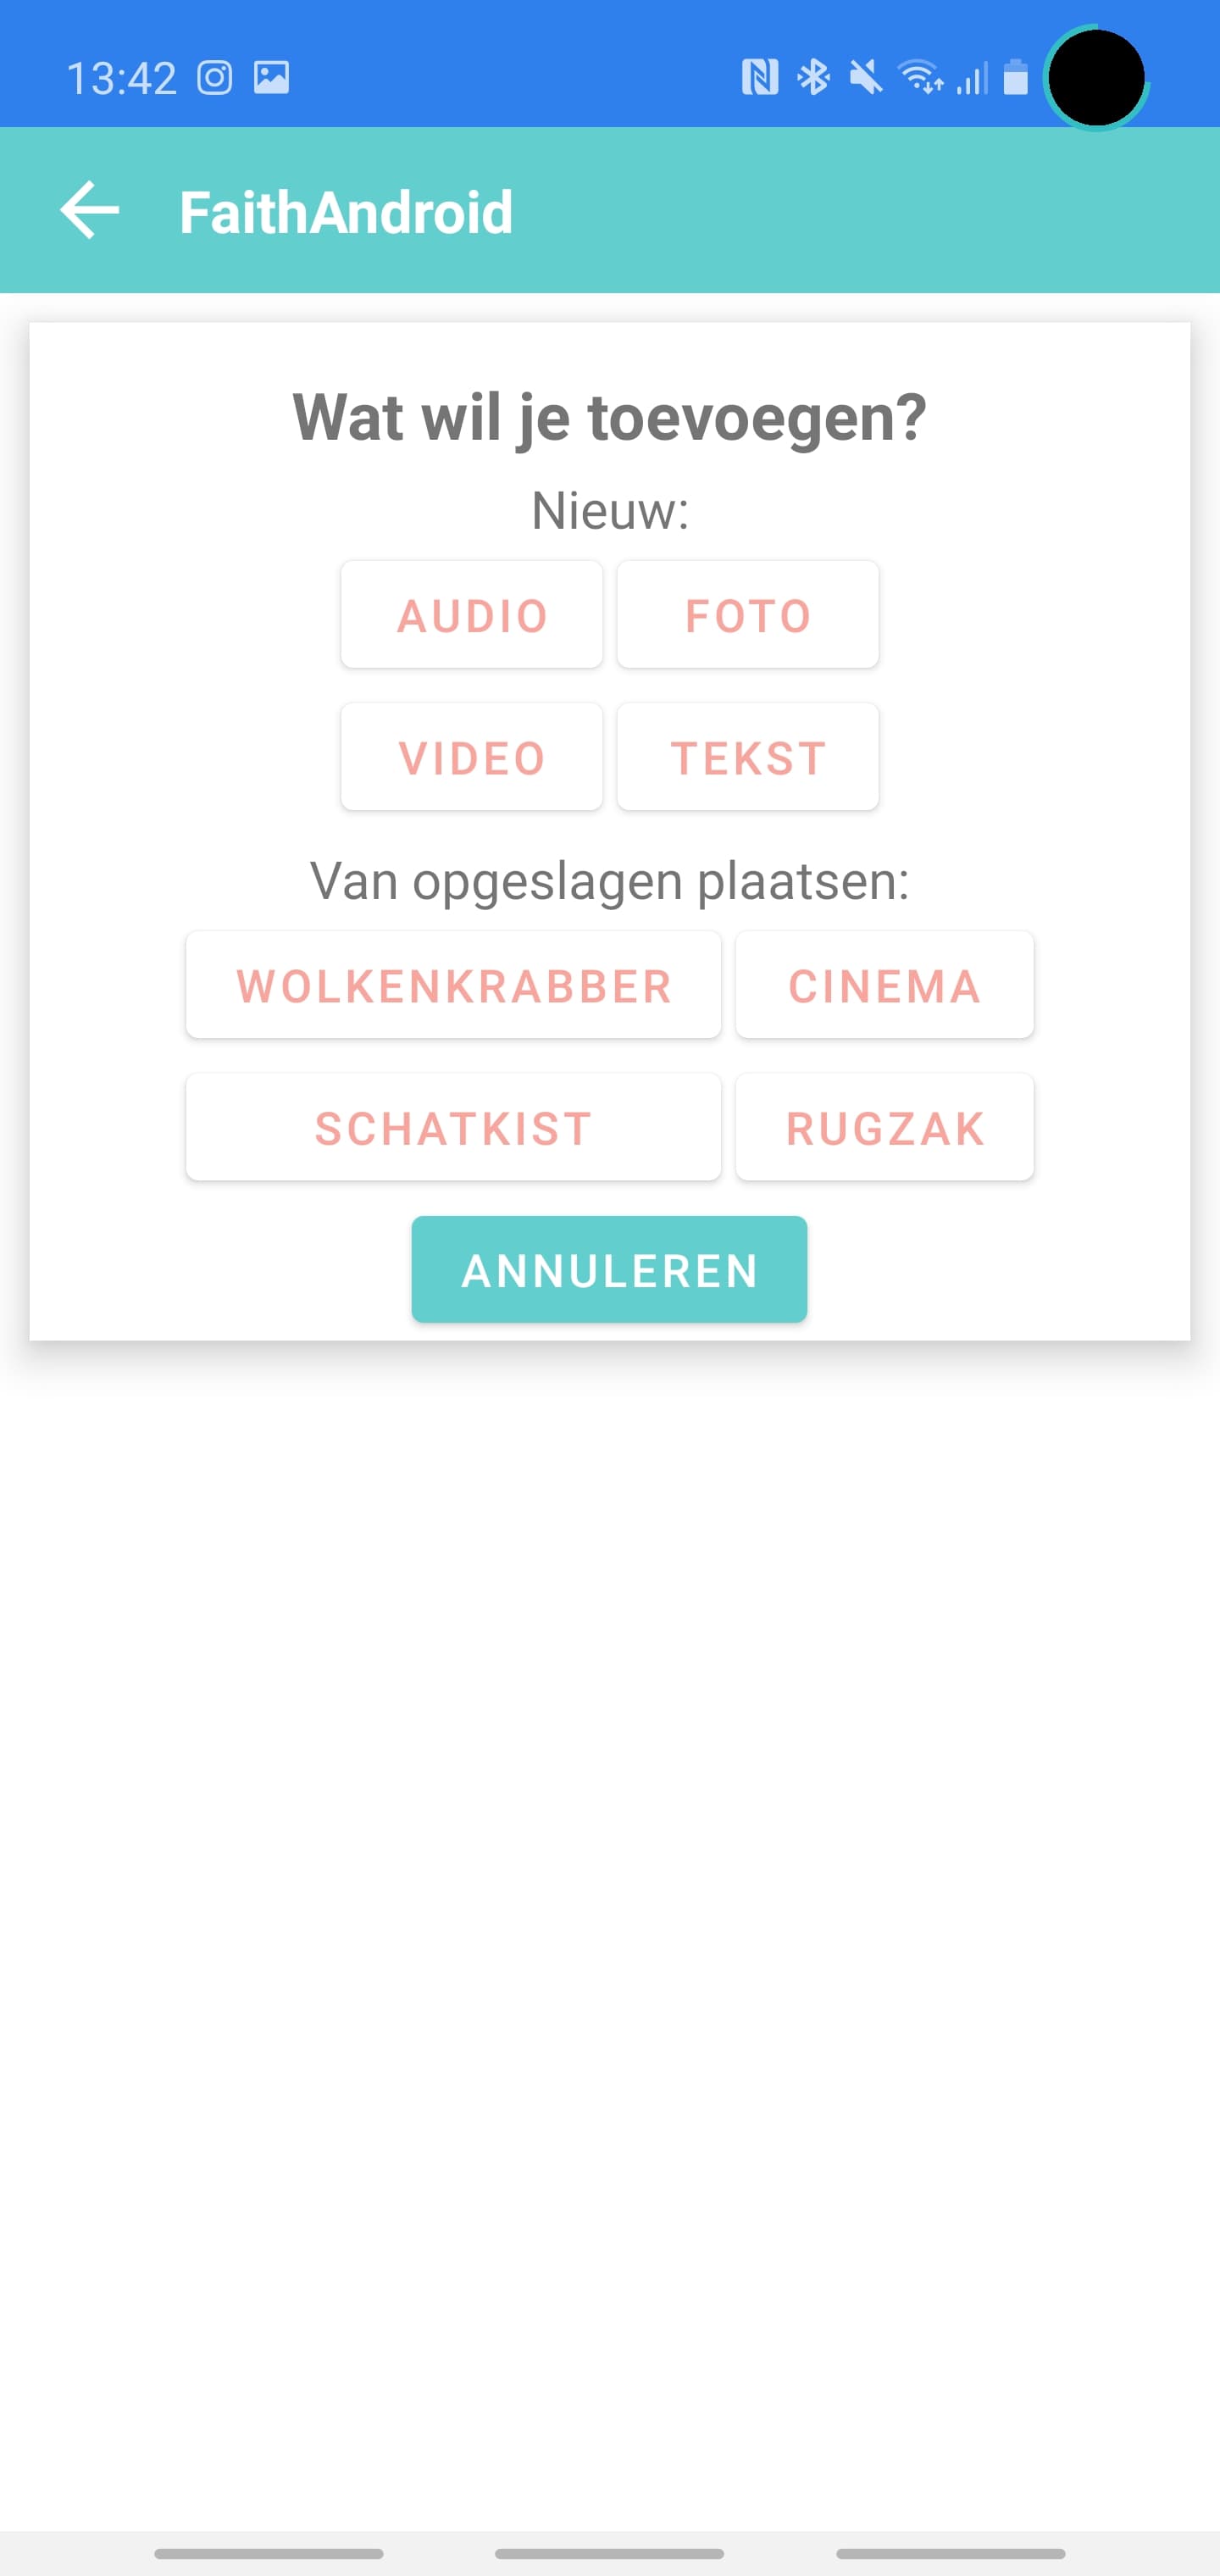 13:42
FaithAndroid
Wat wil je toevoegen?
Nieuw:
AUDIO FOTO
VIDEO TEKST
Van opgeslagen plaatsen:
WOLKENKRABBER CINEMA
SCHATKIST RUGZAK
ANNULEREN